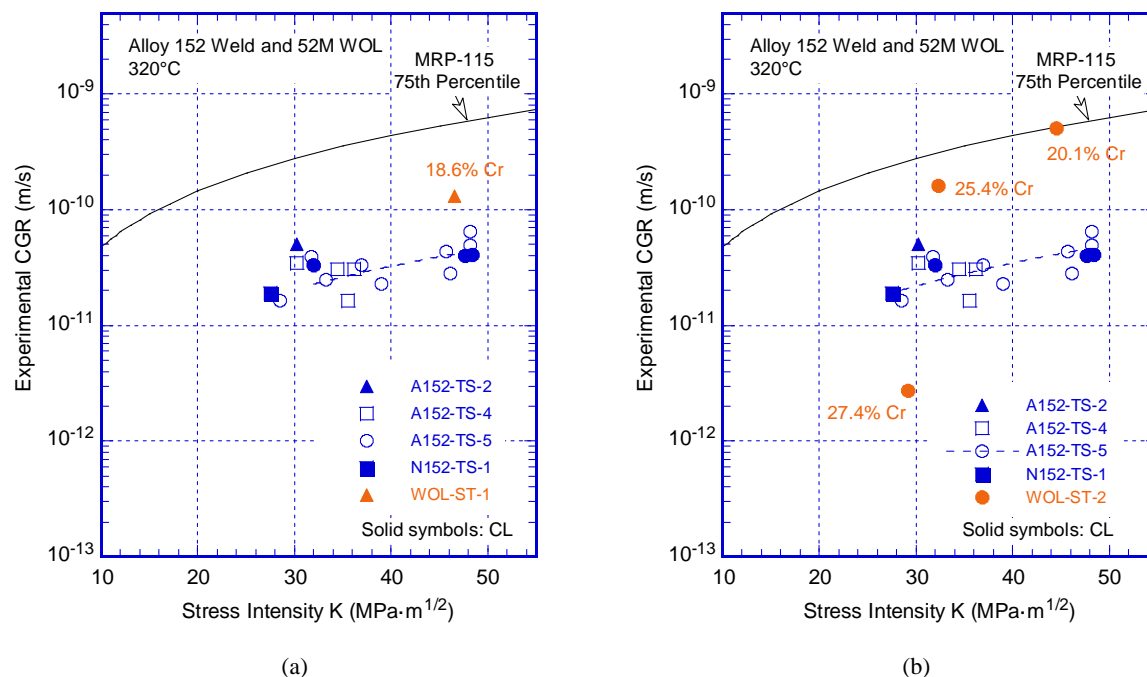 Alloy 152 Weld and 52M WOL
320°C
MRP-115
75th Percentile
18.6% Cr
A152-TS-2
A152-TS-4
A152-TS-5
N152-TS-1
WOL-ST-1
Solid symbols: CL
10⁻⁹
10⁻¹⁰
10⁻¹¹
10⁻¹²
10⁻¹³
Experimental CGR (m/s)
10 20 30 40 50
Stress Intensity K (MPa·m^1/2)
(a)
Alloy 152 Weld and 52M WOL
320°C
MRP-115
75th Percentile
20.1% Cr
25.4% Cr
27.4% Cr
A152-TS-2
A152-TS-4
A152-TS-5
N152-TS-1
WOL-ST-2
Solid symbols: CL
10⁻⁹
10⁻¹⁰
10⁻¹¹
10⁻¹²
10⁻¹³
Experimental CGR (m/s)
10 20 30 40 50
Stress Intensity K (MPa·m^1/2)
(b)